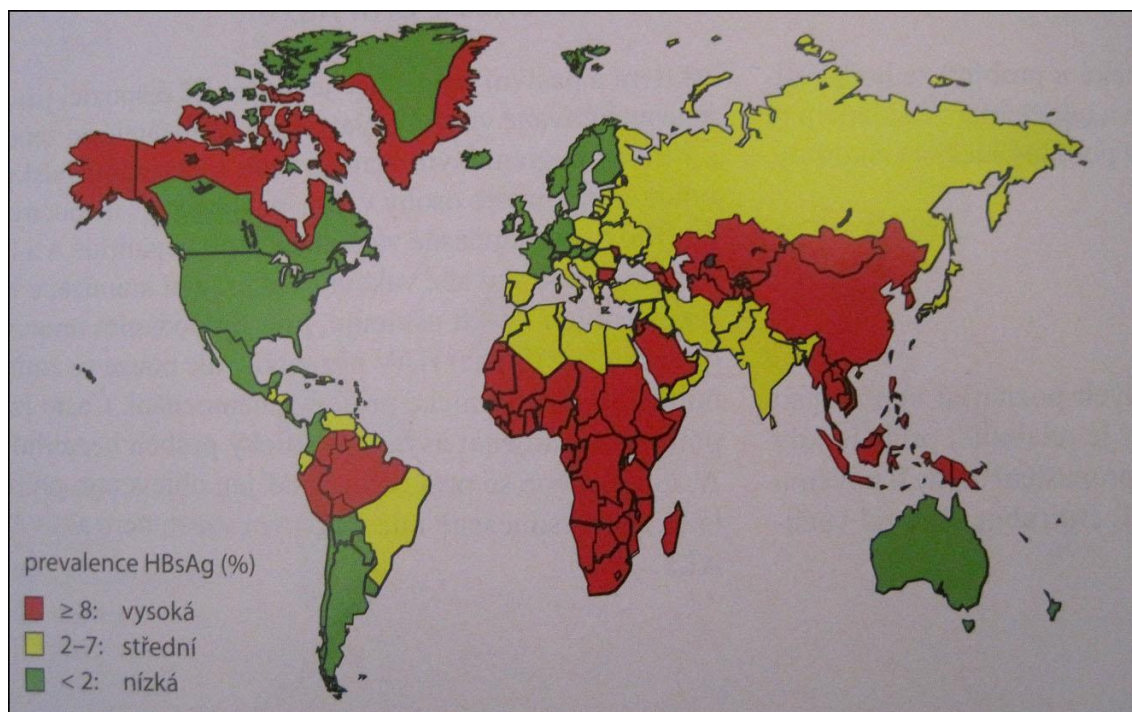 prevalence HBsAg (%)
≥ 8: vysoká
2–7: střední
< 2: nízká